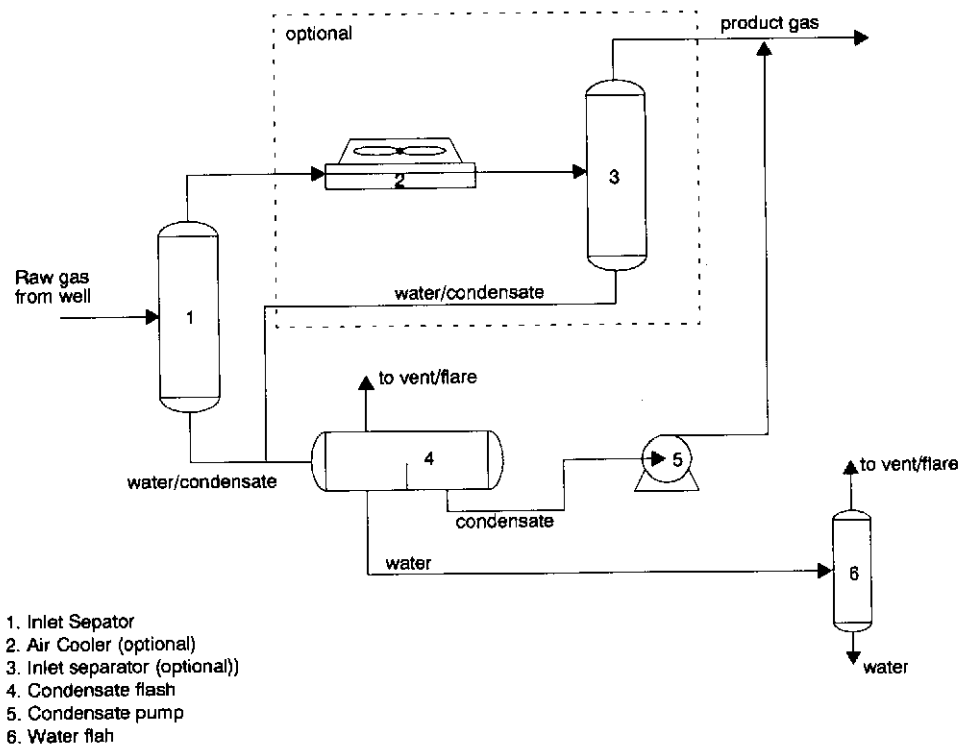 optional
product gas
2
3
Raw gas
from well
1
water/condensate
to vent/flare
4
5
water/condensate
condensate
to vent/flare
water
6
water
1. Inlet Sepator
2. Air Cooler (optional)
3. Inlet separator (optional))
4. Condensate flash
5. Condensate pump
6. Water flah